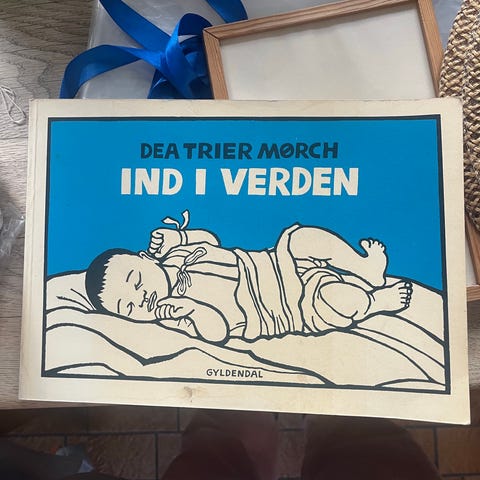 DEA TRIER MØRCH
IND I VERDEN
GYLDENDAL